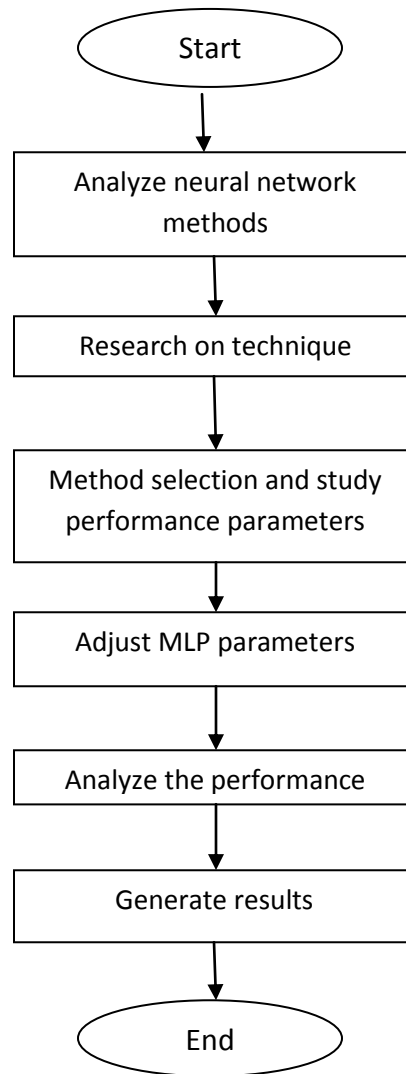 Start
Analyze neural network
methods
Research on technique
Method selection and study
performance parameters
Adjust MLP parameters
Analyze the performance
Generate results
End